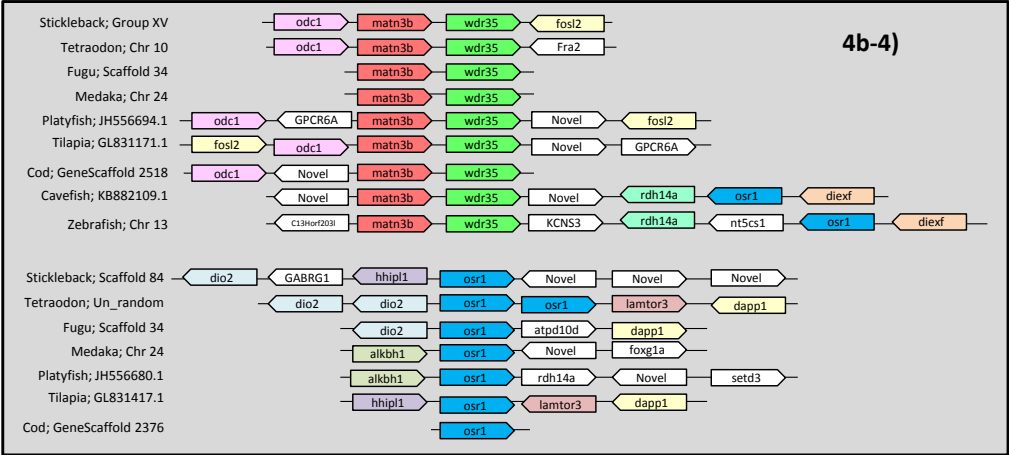 4b-4)
Stickleback; Group XV odc1 matn3b wdr35 fosl2
Tetraodon; Chr 10 odc1 matn3b wdr35 Fra2
Fugu; Scaffold 34 matn3b wdr35
Medaka; Chr 24 matn3b wdr35
Platyfish; JH556694.1 odc1 GPCR6A matn3b wdr35 Novel fosl2
Tilapia; GL831171.1 fosl2 odc1 matn3b wdr35 Novel GPCR6A
Cod; GeneScaffold 2518 odc1 Novel matn3b wdr35
Cavefish; KB882109.1 Novel matn3b wdr35 Novel rdh14a osr1 diexf
Zebrafish; Chr 13 C13Horf203l matn3b wdr35 KCNS3 rdh14a nt5cs1 osr1 diexf
Stickleback; Scaffold 84 dio2 GABRG1 hhipl1 osr1 Novel Novel Novel
Tetraodon; Un_random dio2 dio2 osr1 osr1 lamtor3 dapp1
Fugu; Scaffold 34 dio2 osr1 atpd10d dapp1
Medaka; Chr 24 alkbh1 osr1 Novel foxg1a
Platyfish; JH556680.1 alkbh1 osr1 rdh14a Novel setd3
Tilapia; GL831417.1 hhipl1 osr1 lamtor3 dapp1
Cod; GeneScaffold 2376 osr1